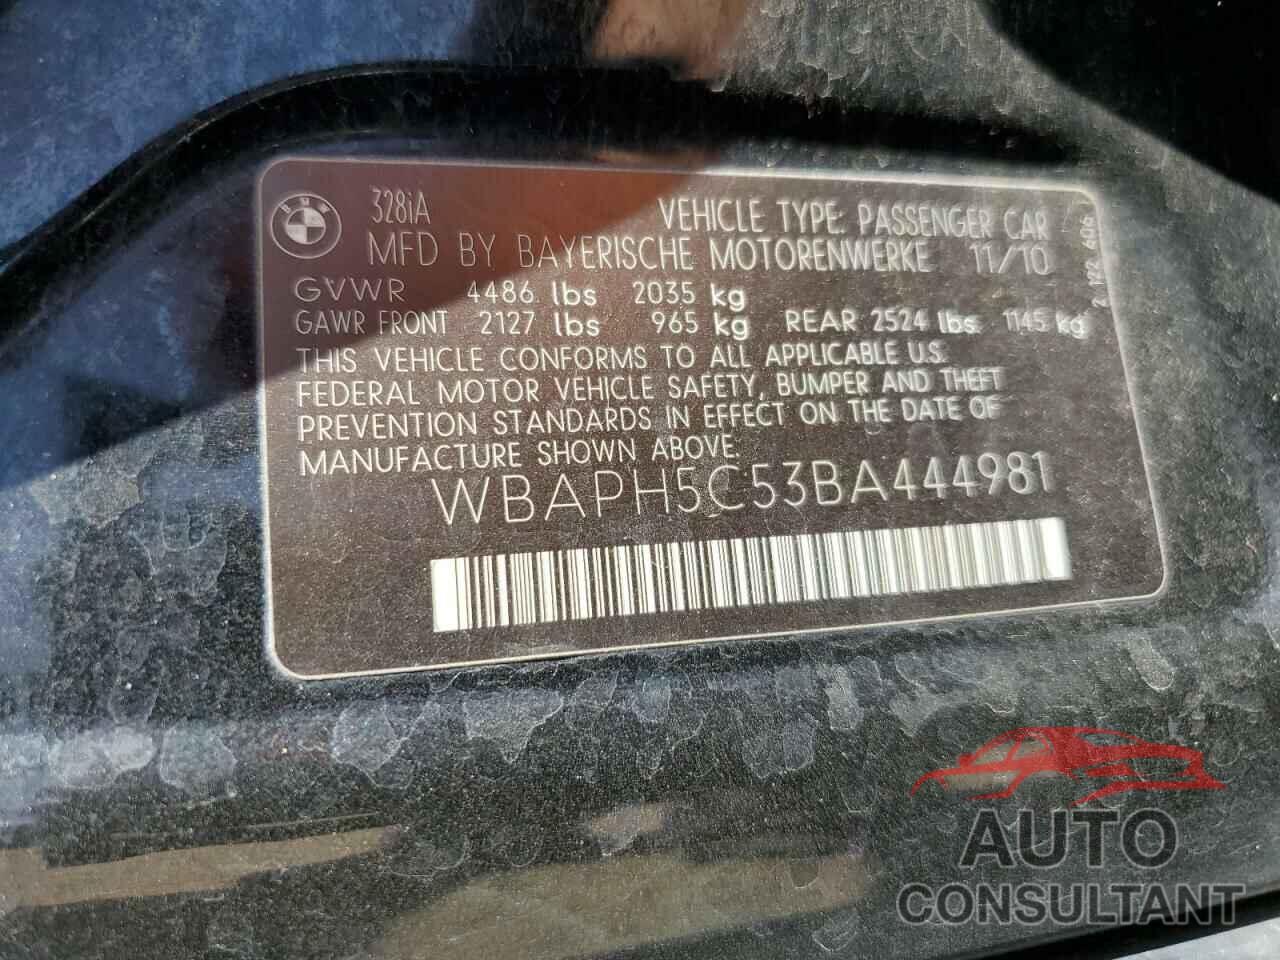 BMW
328iA
VEHICLE TYPE: PASSENGER CAR
MFD BY BAYERISCHE MOTORENWERKE 11/10
GVWR 4486 lbs 2035 kg
GAWR FRONT 2127 lbs 965 kg REAR 2524 lbs 1145 kg
THIS VEHICLE CONFORMS TO ALL APPLICABLE U.S.
FEDERAL MOTOR VEHICLE SAFETY, BUMPER AND THEFT
PREVENTION STANDARDS IN EFFECT ON THE DATE OF
MANUFACTURE SHOWN ABOVE.
WBAPH5C53BA444981
AUTO
CONSULTANT